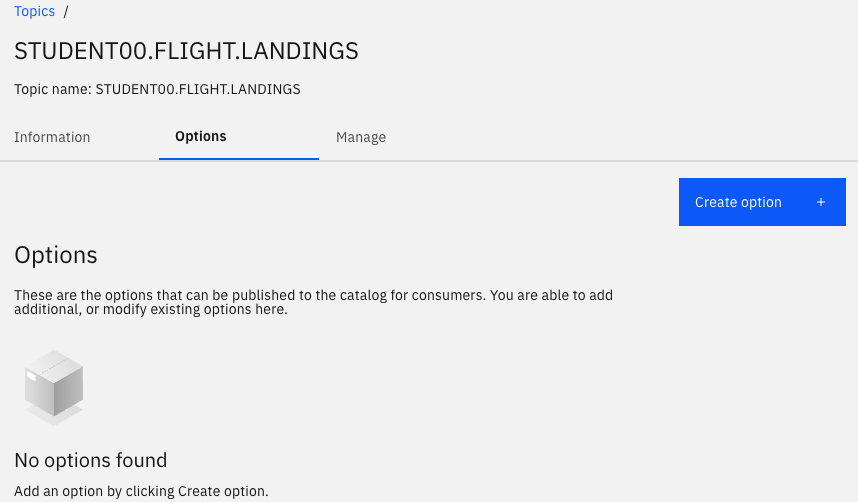 Topics /
STUDENT00.FLIGHT.LANDINGS
Topic name: STUDENT00.FLIGHT.LANDINGS
Information Options Manage
Create option +
Options
These are the options that can be published to the catalog for consumers. You are able to add
additional, or modify existing options here.
No options found
Add an option by clicking Create option.